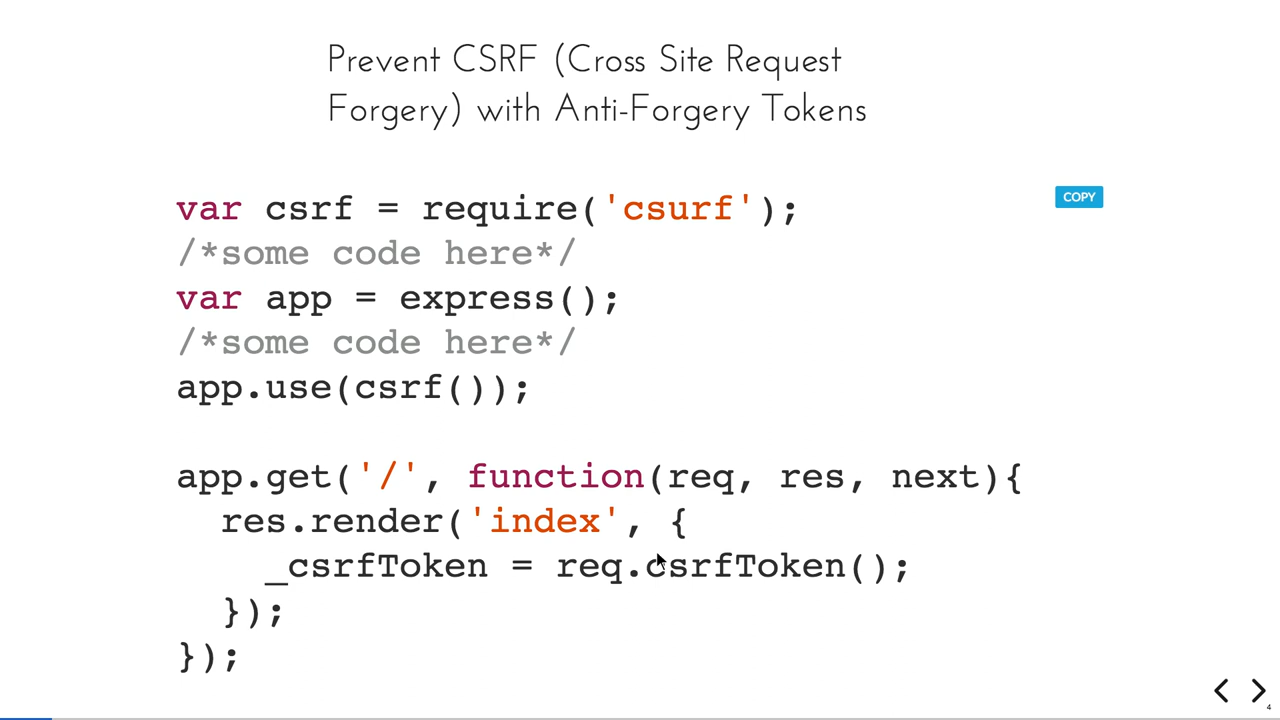 Prevent CSRF (Cross Site Request
Forgery) with Anti-Forgery Tokens
COPY
var csrf = require('csurf');
/*some code here*/
var app = express();
/*some code here*/
app.use(csrf());
app.get('/', function(req, res, next){
  res.render('index', {
    _csrfToken = req.csrfToken();
  });
});
4